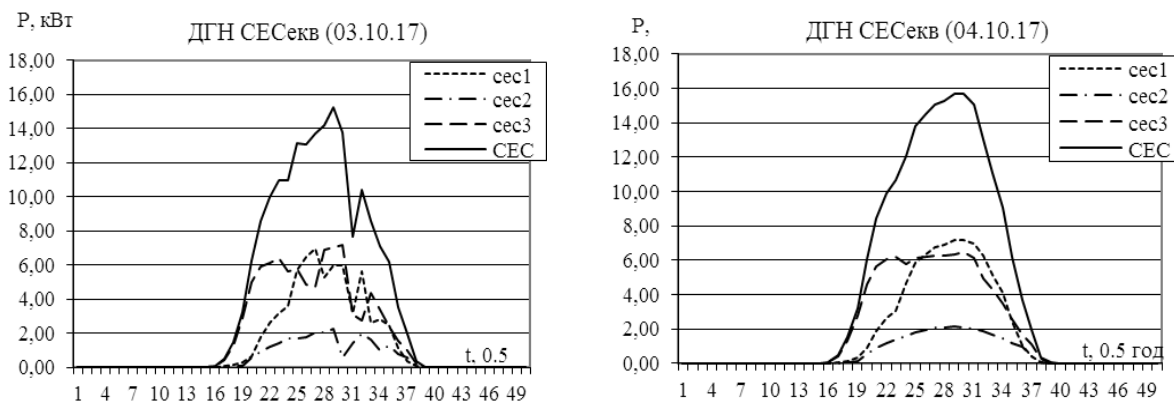 P, кВт
ДГН СЕСекв (03.10.17)
18,00
16,00
14,00
12,00
10,00
8,00
6,00
4,00
2,00
0,00
сес1
сес2
сес3
СЕС
t, 0.5
1 4 7 10 13 16 19 22 25 28 31 34 37 40 43 46 49
P,
ДГН СЕСекв (04.10.17)
18,00
16,00
14,00
12,00
10,00
8,00
6,00
4,00
2,00
0,00
сес1
сес2
сес3
СЕС
t, 0.5 год
1 4 7 10 13 16 19 22 25 28 31 34 37 40 43 46 49